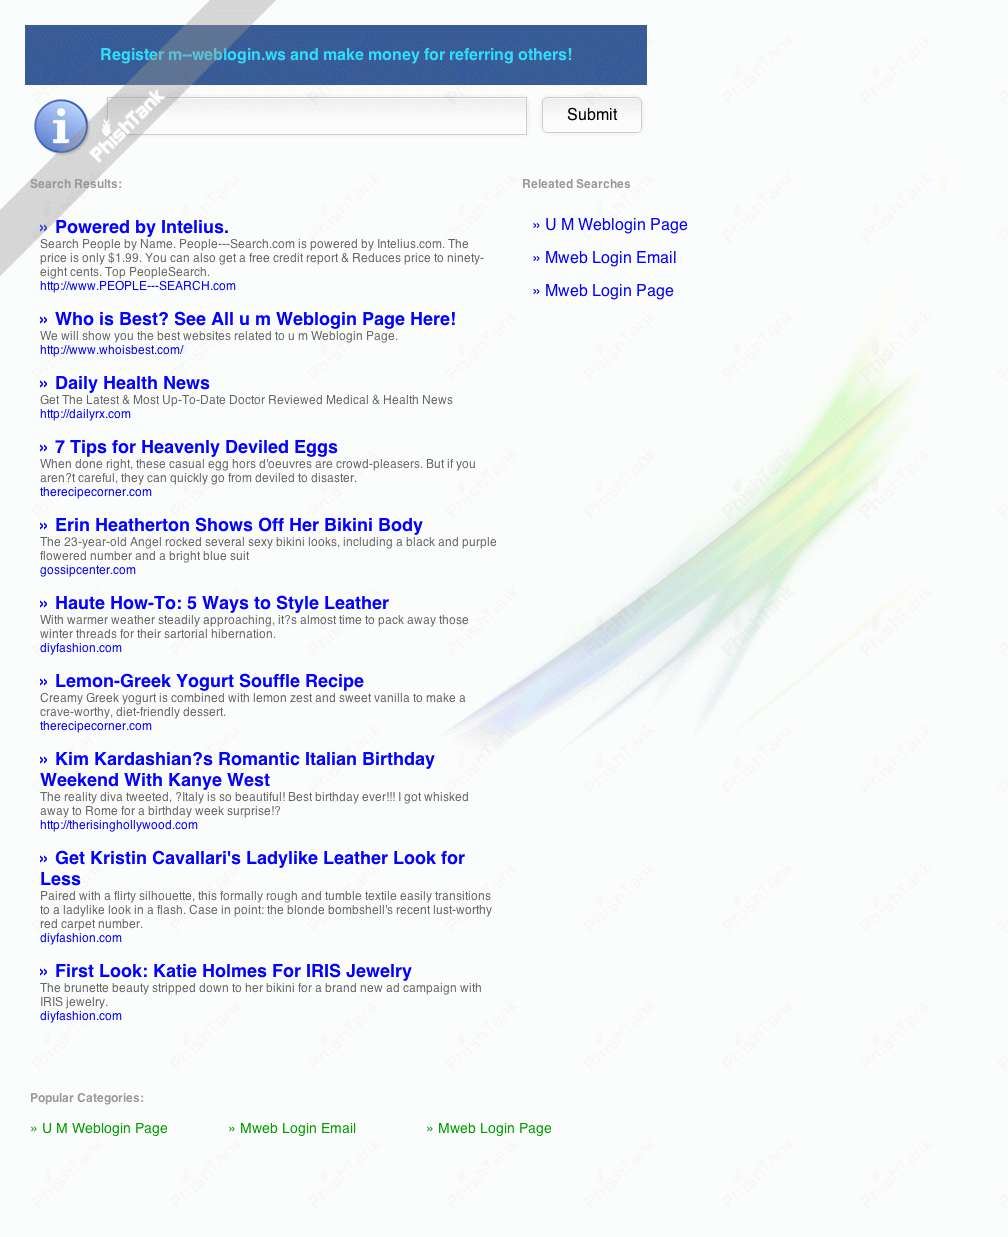 Register m--weblogin.ws and make money for referring others!
PhishTank
Submit
Search Results:
» Powered by Intelius.
Search People by Name. People---Search.com is powered by Intelius.com. The
price is only $1.99. You can also get a free credit report & Reduces price to ninety-
eight cents. Top PeopleSearch.
http://www.PEOPLE---SEARCH.com
» Who is Best? See All u m Weblogin Page Here!
We will show you the best websites related to u m Weblogin Page.
http://www.whoisbest.com/
» Daily Health News
Get The Latest & Most Up-To-Date Doctor Reviewed Medical & Health News
http://dailyrx.com
» 7 Tips for Heavenly Deviled Eggs
When done right, these casual egg hors d'oeuvres are crowd-pleasers. But if you
aren?t careful, they can quickly go from deviled to disaster.
therecipecorner.com
» Erin Heatherton Shows Off Her Bikini Body
The 23-year-old Angel rocked several sexy bikini looks, including a black and purple
flowered number and a bright blue suit
gossipcenter.com
» Haute How-To: 5 Ways to Style Leather
With warmer weather steadily approaching, it?s almost time to pack away those
winter threads for their sartorial hibernation.
diyfashion.com
» Lemon-Greek Yogurt Souffle Recipe
Creamy Greek yogurt is combined with lemon zest and sweet vanilla to make a
crave-worthy, diet-friendly dessert.
therecipecorner.com
» Kim Kardashian?s Romantic Italian Birthday
Weekend With Kanye West
The reality diva tweeted, ?Italy is so beautiful! Best birthday ever!!! I got whisked
away to Rome for a birthday week surprise!?
http://therisinghollywood.com
» Get Kristin Cavallari's Ladylike Leather Look for
Less
Paired with a flirty silhouette, this formally rough and tumble textile easily transitions
to a ladylike look in a flash. Case in point: the blonde bombshell's recent lust-worthy
red carpet number.
diyfashion.com
» First Look: Katie Holmes For IRIS Jewelry
The brunette beauty stripped down to her bikini for a brand new ad campaign with
IRIS jewelry.
diyfashion.com
Releated Searches
» U M Weblogin Page
» Mweb Login Email
» Mweb Login Page
Popular Categories:
» U M Weblogin Page
» Mweb Login Email
» Mweb Login Page